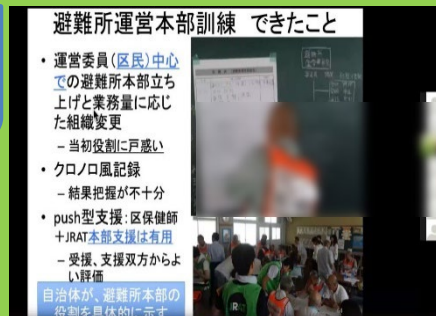 避難所運営本部訓練 できたこと
• 運営委員(区民)中心
での避難所本部立ち
上げと業務量に応じ
た組織変更
– 当初役割に戸惑い
• クロノロ風記録
– 結果把握が不十分
• push型支援:区保健師
+JRAT本部支援は有用
– 受援、支援双方からよ
い評価
自治体が、避難所本部の
役割を具体的に示す